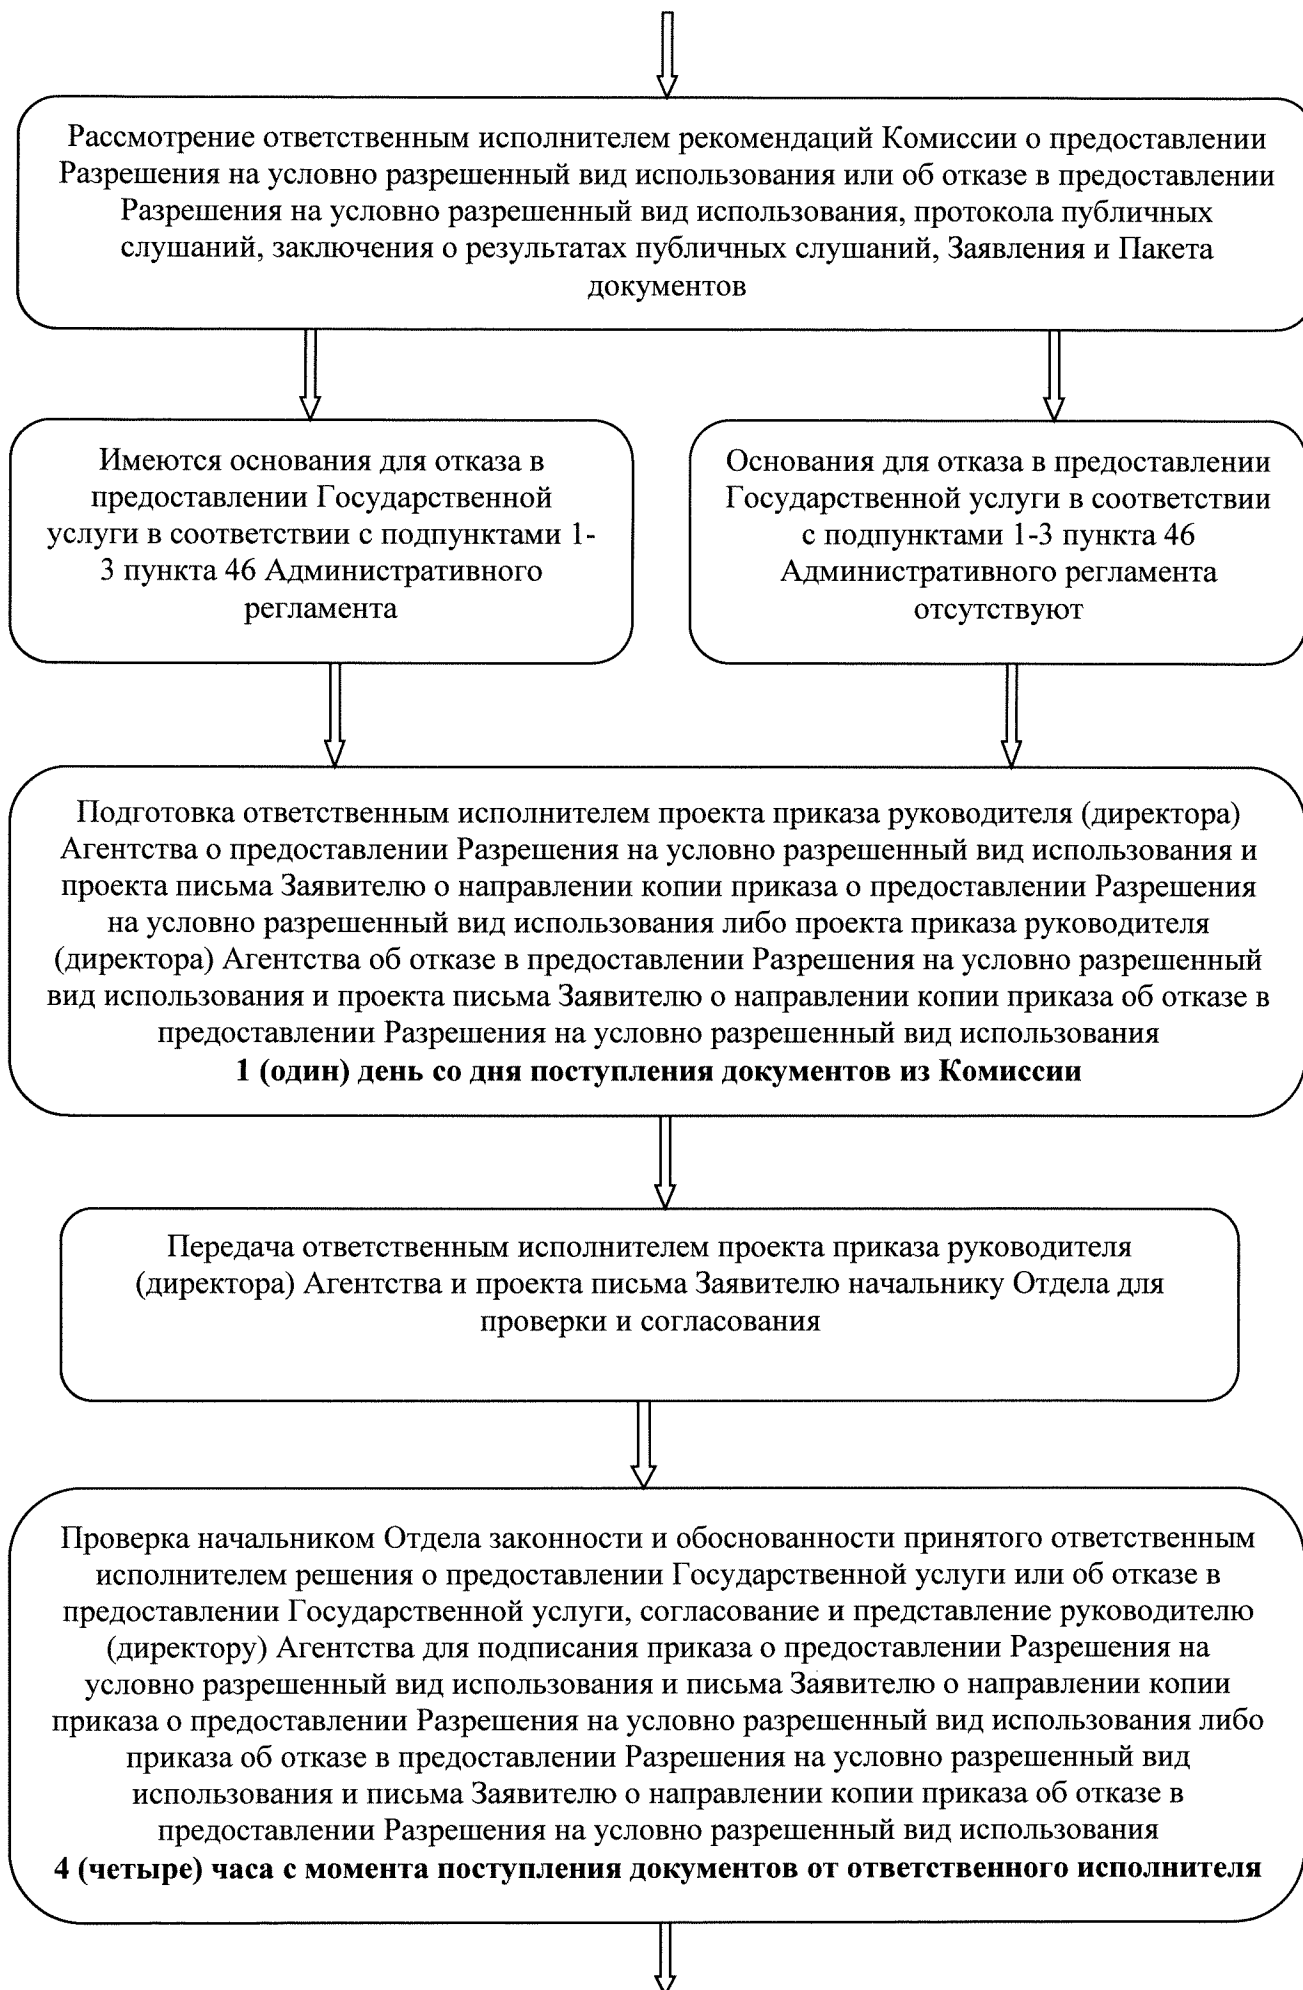 Рассмотрение ответственным исполнителем рекомендаций Комиссии о предоставлении
Разрешения на условно разрешенный вид использования или об отказе в предоставлении
Разрешения на условно разрешенный вид использования, протокола публичных
слушаний, заключения о результатах публичных слушаний, Заявления и Пакета
документов
Имеются основания для отказа в
предоставлении Государственной
услуги в соответствии с подпунктами 1-
3 пункта 46 Административного
регламента
Основания для отказа в предоставлении
Государственной услуги в соответствии
с подпунктами 1-3 пункта 46
Административного регламента
отсутствуют
Подготовка ответственным исполнителем проекта приказа руководителя (директора)
Агентства о предоставлении Разрешения на условно разрешенный вид использования и
проекта письма Заявителю о направлении копии приказа о предоставлении Разрешения
на условно разрешенный вид использования либо проекта приказа руководителя
(директора) Агентства об отказе в предоставлении Разрешения на условно разрешенный
вид использования и проекта письма Заявителю о направлении копии приказа об отказе в
предоставлении Разрешения на условно разрешенный вид использования
1 (один) день со дня поступления документов из Комиссии
Передача ответственным исполнителем проекта приказа руководителя
(директора) Агентства и проекта письма Заявителю начальнику Отдела для
проверки и согласования
Проверка начальником Отдела законности и обоснованности принятого ответственным
исполнителем решения о предоставлении Государственной услуги или об отказе в
предоставлении Государственной услуги, согласование и представление руководителю
(директору) Агентства для подписания приказа о предоставлении Разрешения на
условно разрешенный вид использования и письма Заявителю о направлении копии
приказа о предоставлении Разрешения на условно разрешенный вид использования либо
приказа об отказе в предоставлении Разрешения на условно разрешенный вид
использования и письма Заявителю о направлении копии приказа об отказе в
предоставлении Разрешения на условно разрешенный вид использования
4 (четыре) часа с момента поступления документов от ответственного исполнителя